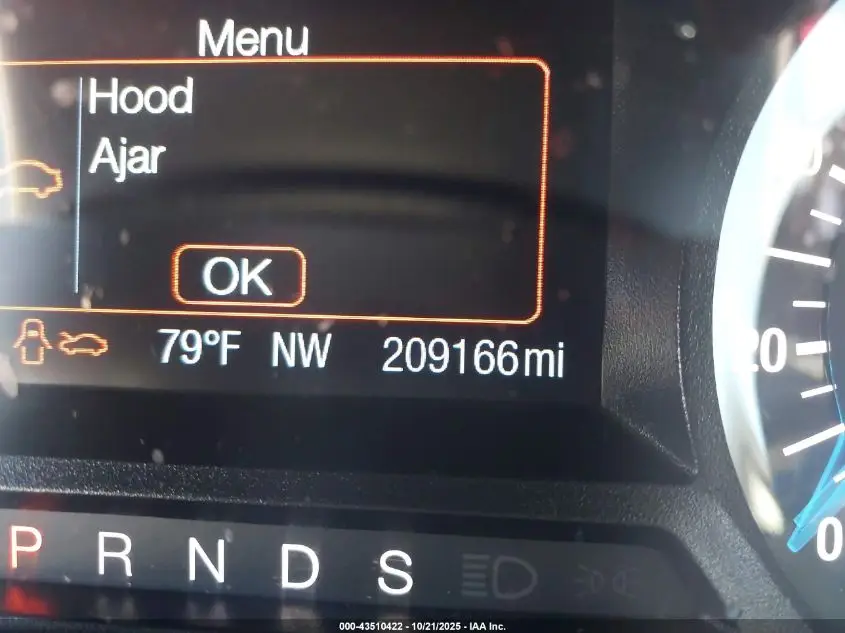 Menu
Hood
Ajar
OK
79°F NW 209166mi
20
0
P R N D S
000-43510422 - 10/21/2025 - IAA Inc.